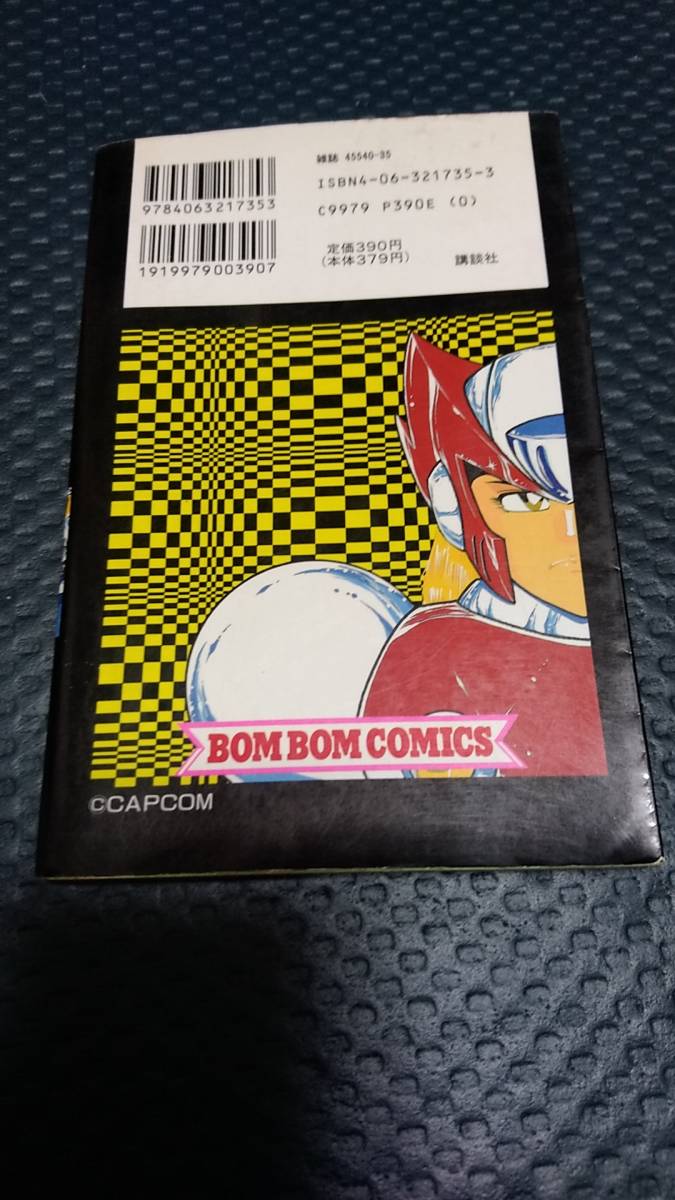 雑誌 45540-35
ISBN4-06-321735-3
C9979 P390E (0)
9784063217353
定価390円
(本体379円)
講談社
1919979003907
BOM BOM COMICS
©CAPCOM